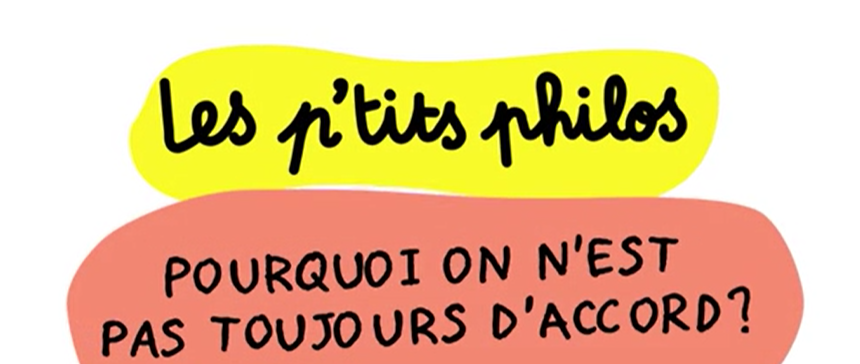 Les p'tits philos
POURQUOI ON N'EST
PAS TOUJOURS D'ACCORD?